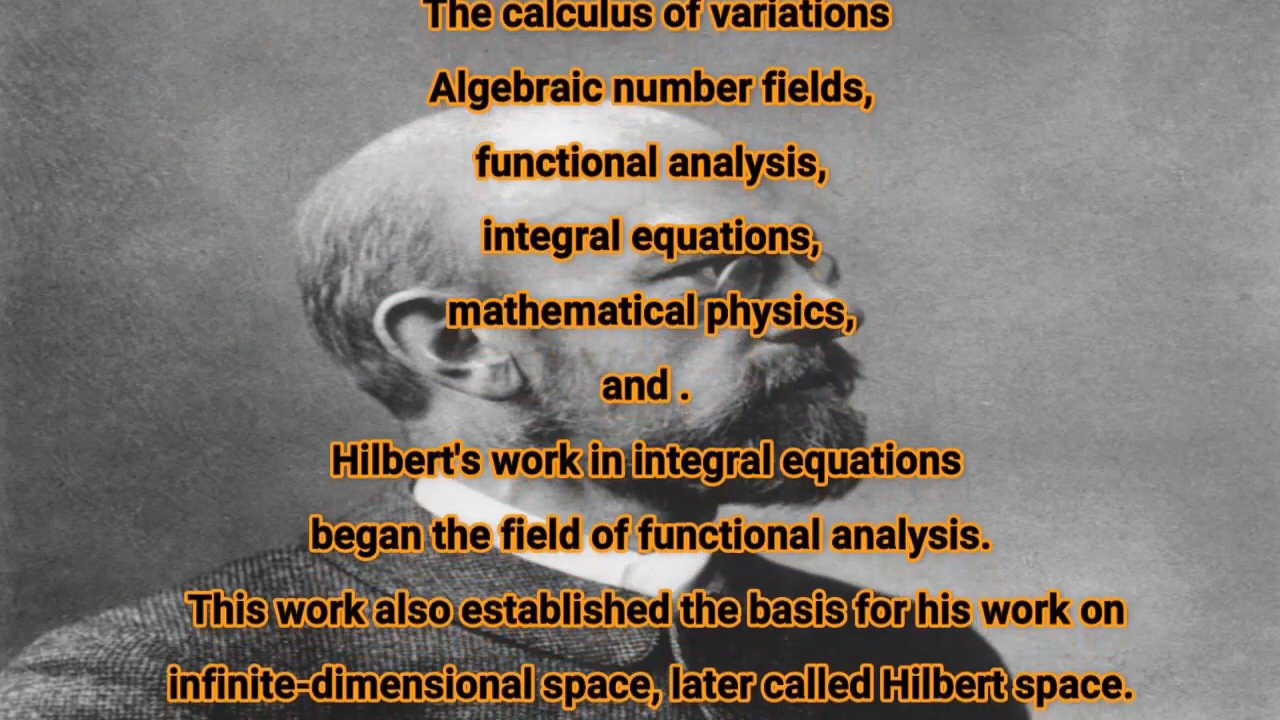 The calculus of variations
Algebraic number fields,
functional analysis,
integral equations,
mathematical physics,
and .
Hilbert's work in integral equations
began the field of functional analysis.
This work also established the basis for his work on
infinite-dimensional space, later called Hilbert space.